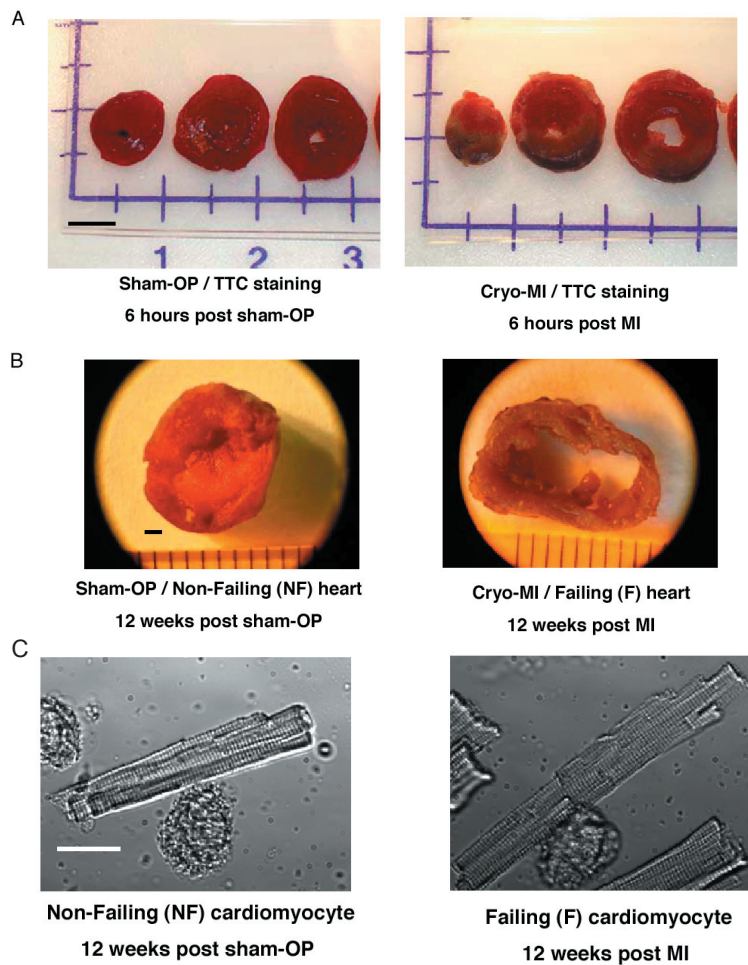 A
1 2 3
Sham-OP / TTC staining
6 hours post sham-OP
Cryo-MI / TTC staining
6 hours post MI
B
Sham-OP / Non-Failing (NF) heart
12 weeks post sham-OP
Cryo-MI / Failing (F) heart
12 weeks post MI
C
Non-Failing (NF) cardiomyocyte
12 weeks post sham-OP
Failing (F) cardiomyocyte
12 weeks post MI